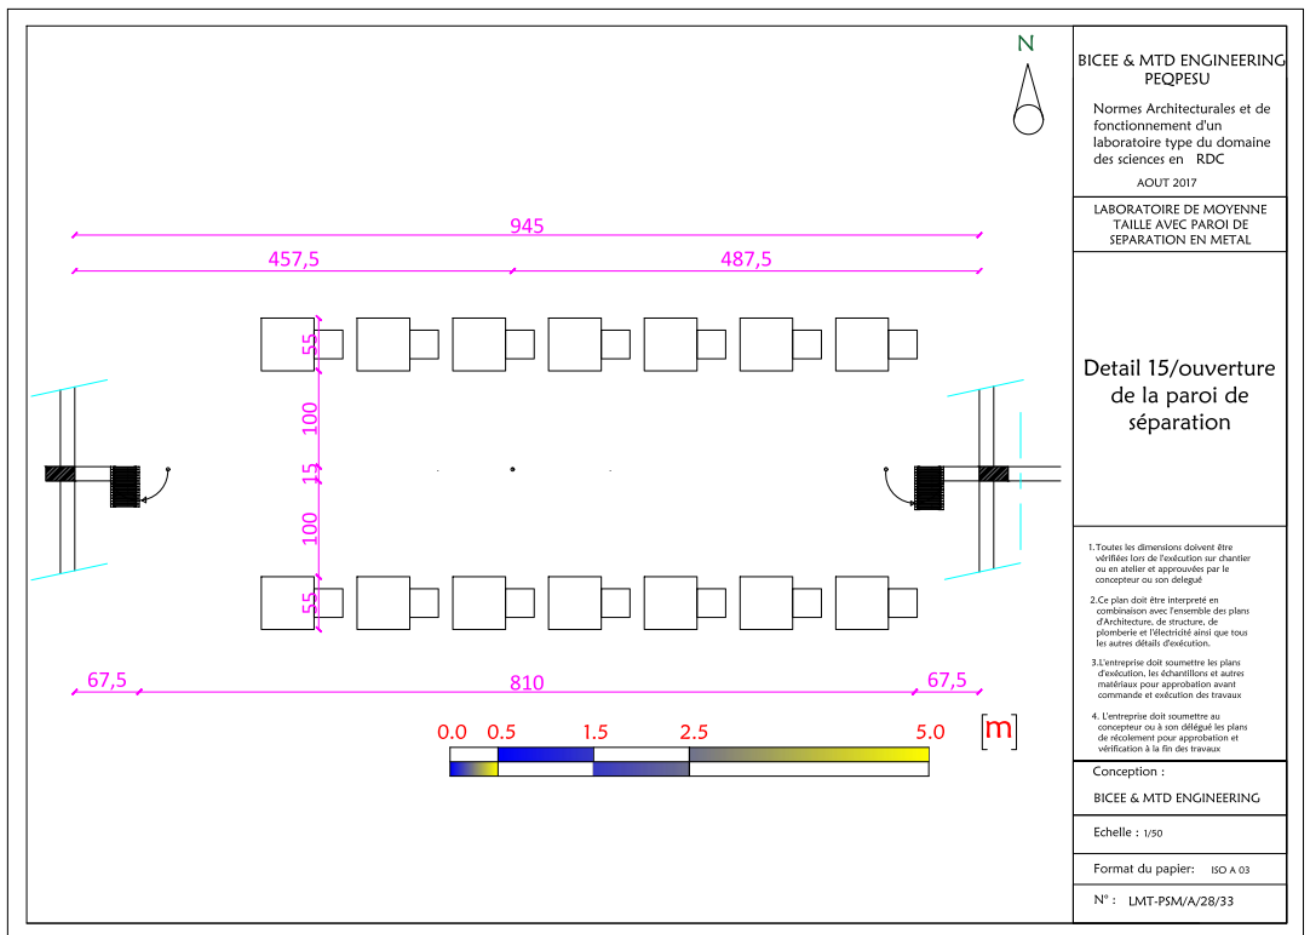 N
945
457,5
487,5
55
100
15
100
55
67,5
810
67,5
0.0 0.5 1.5 2.5 5.0 [m]
BICEE & MTD ENGINEERING
PEQPESU
Normes Architecturales et de
fonctionnement d'un
laboratoire type du domaine
des sciences en RDC
AOUT 2017
LABORATOIRE DE MOYENNE
TAILLE AVEC PAROI DE
SEPARATION EN METAL
Detail 15/ouverture
de la paroi de
séparation
1.Toutes les dimensions doivent être
vérifiées lors de l'exécution sur chantier
ou en atelier et approuvées par le
concepteur ou son delegué
2.Ce plan doit être interpreté en
combinaison avec l'ensemble des plans
d'Architecture, de structure, de
plomberie et l'électricité ainsi que tous
les autres détails d'exécution.
3.L'entreprise doit soumettre les plans
d'exécution, les échantillons et autres
matériaux pour approbation avant
commande et exécution des travaux
4. L'entreprise doit soumettre au
concepteur ou à son délégué les plans
de récolement pour approbation et
vérification à la fin des travaux
Conception :
BICEE & MTD ENGINEERING
Echelle : 1/50
Format du papier: ISO A 03
N° : LMT-PSM/A/28/33